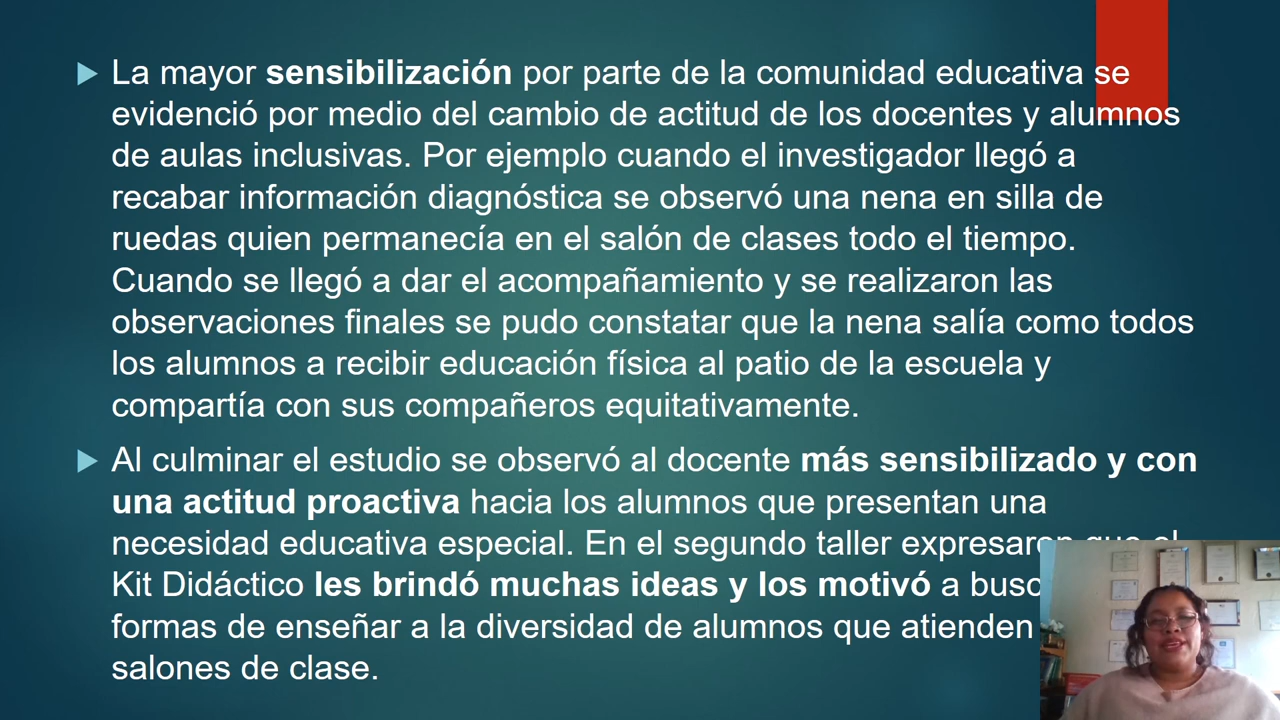 La mayor sensibilización por parte de la comunidad educativa se
evidenció por medio del cambio de actitud de los docentes y alumnos
de aulas inclusivas. Por ejemplo cuando el investigador llegó a
recabar información diagnóstica se observó una nena en silla de
ruedas quien permanecía en el salón de clases todo el tiempo.
Cuando se llegó a dar el acompañamiento y se realizaron las
observaciones finales se pudo constatar que la nena salía como todos
los alumnos a recibir educación física al patio de la escuela y
compartía con sus compañeros equitativamente.
Al culminar el estudio se observó al docente más sensibilizado y con
una actitud proactiva hacia los alumnos que presentan una
necesidad educativa especial. En el segundo taller expresaron que el
Kit Didáctico les brindó muchas ideas y los motivó a
formas de enseñar a la diversidad de alumnos que atienden
salones de clase.